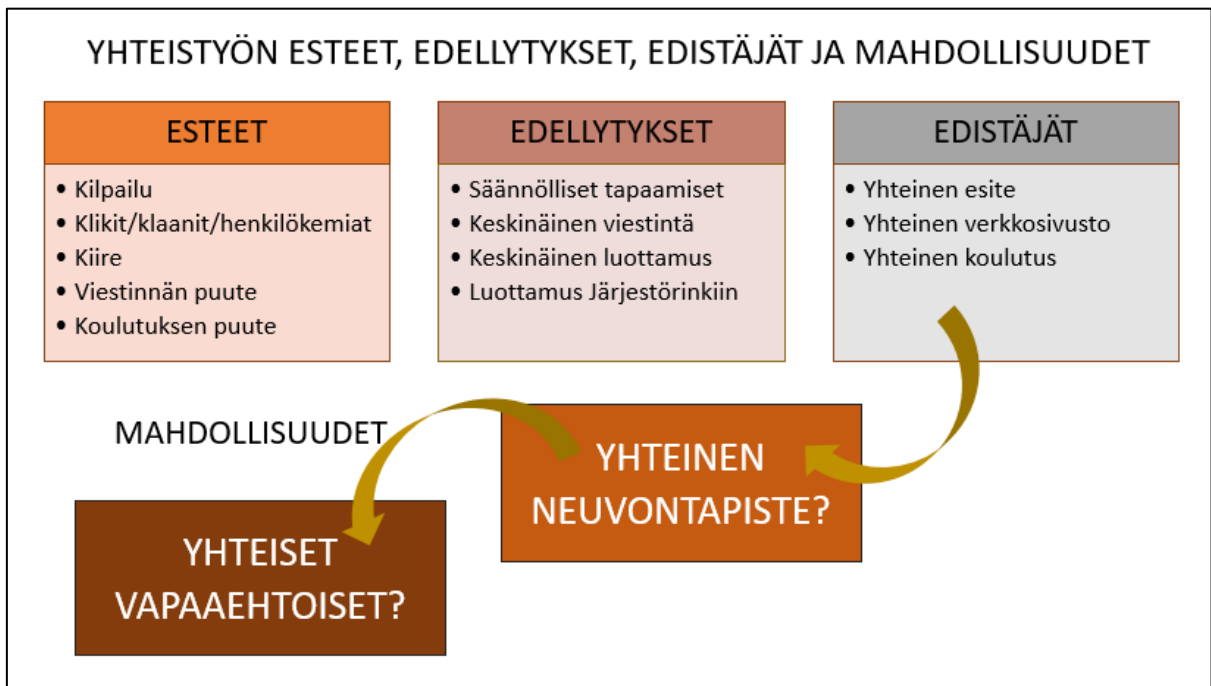 YHTEISTYÖN ESTEET, EDELLYTYKSET, EDISTÄJÄT JA MAHDOLLISUUDET
ESTEET
• Kilpailu
• Klikit/klaanit/henkilökemiat
• Kiire
• Viestinnän puute
• Koulutuksen puute
EDELLYTYKSET
• Säännölliset tapaamiset
• Keskinäinen viestintä
• Keskinäinen luottamus
• Luottamus Järjestörinkiin
EDISTÄJÄT
• Yhteinen esite
• Yhteinen verkkosivusto
• Yhteinen koulutus
MAHDOLLISUUDET
YHTEINEN
NEUVONTAPISTE?
YHTEISET
VAPAAEHTOISET?